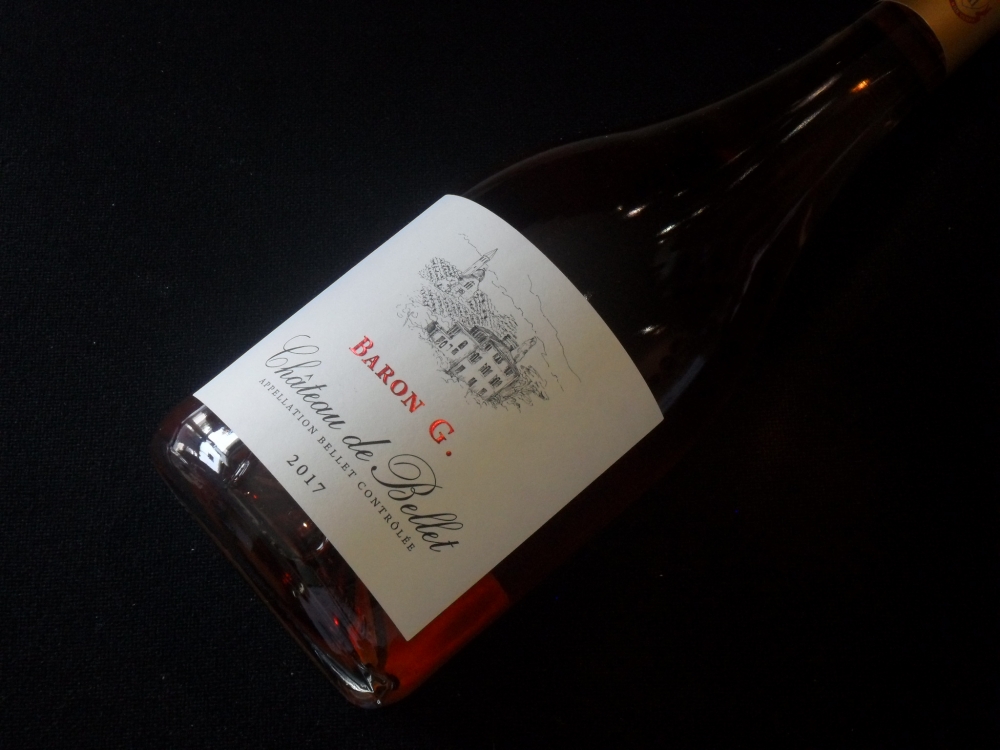 BARON G.
Château de Bellet
APPELLATION BELLET CONTRÔLÉE
2017